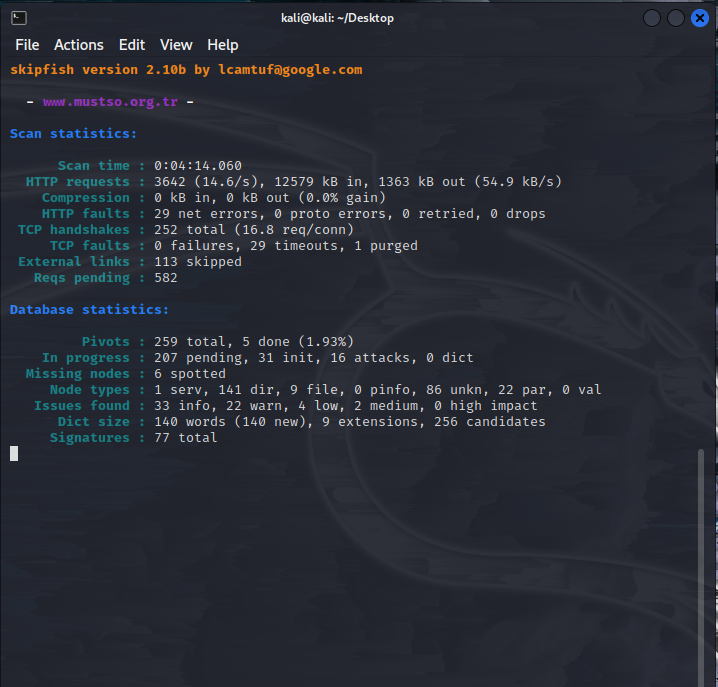 kali@kali: ~/Desktop
File Actions Edit View Help
skipfish version 2.10b by lcamtuf@google.com
- www.mustso.org.tr -
Scan statistics:
Scan time : 0:04:14.060
HTTP requests : 3642 (14.6/s), 12579 kB in, 1363 kB out (54.9 kB/s)
Compression : 0 kB in, 0 kB out (0.0% gain)
HTTP faults : 29 net errors, 0 proto errors, 0 retried, 0 drops
TCP handshakes : 252 total (16.8 req/conn)
TCP faults : 0 failures, 29 timeouts, 1 purged
External links : 113 skipped
Reqs pending : 582
Database statistics:
Pivots : 259 total, 5 done (1.93%)
In progress : 207 pending, 31 init, 16 attacks, 0 dict
Missing nodes : 6 spotted
Node types : 1 serv, 141 dir, 9 file, 0 pinfo, 86 unkn, 22 par, 0 val
Issues found : 33 info, 22 warn, 4 low, 2 medium, 0 high impact
Dict size : 140 words (140 new), 9 extensions, 256 candidates
Signatures : 77 total